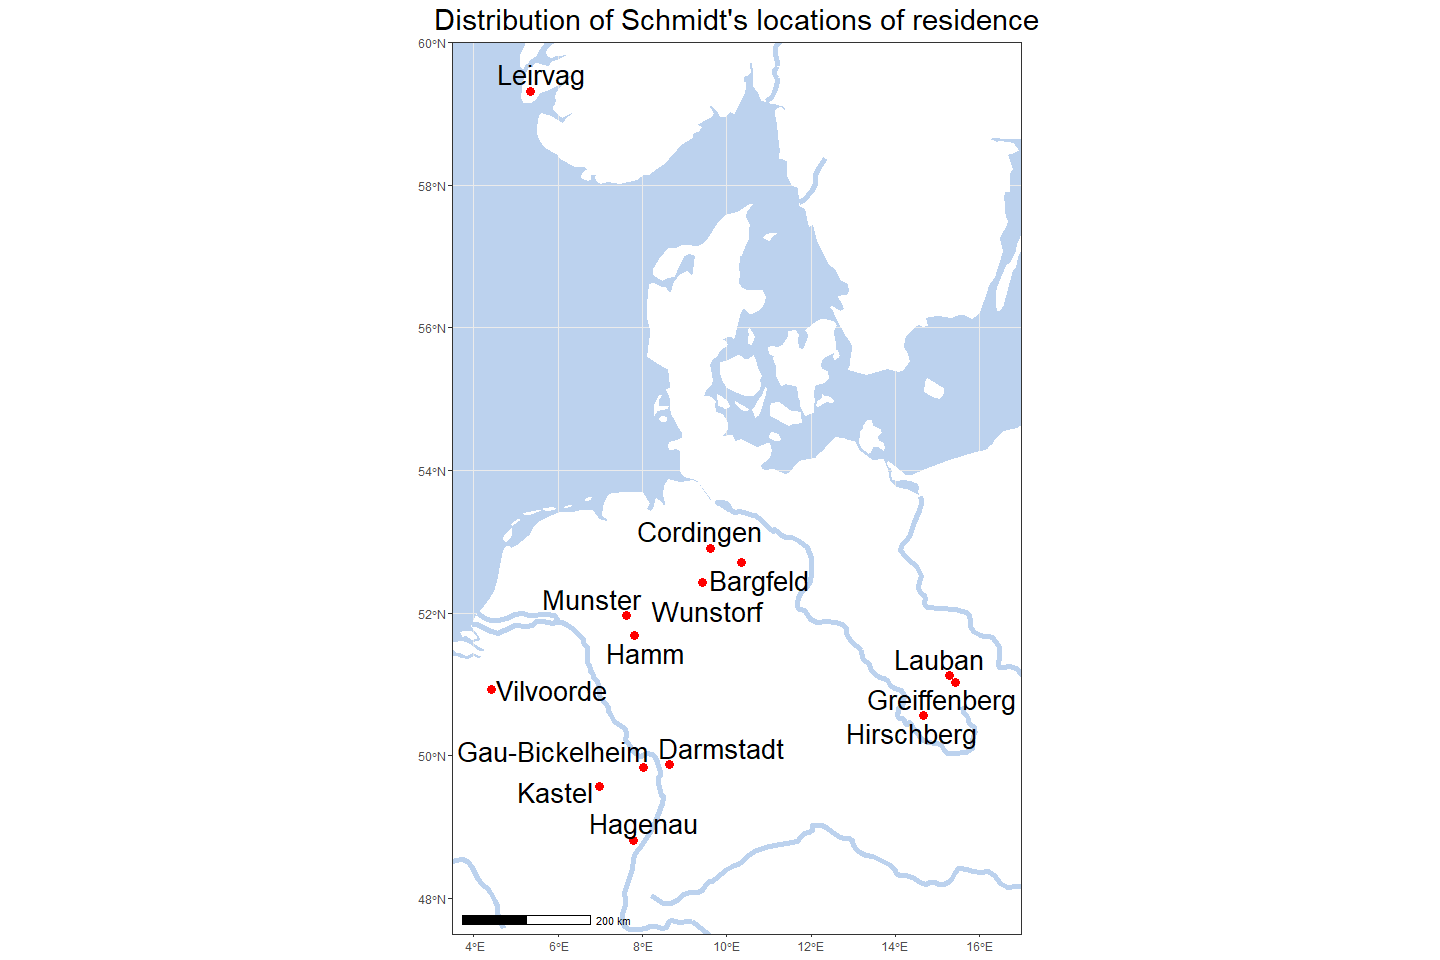 Distribution of Schmidt's locations of residence
60°N
Leirvag
58°N
56°N
54°N
Cordingen
Bargfeld
Munster
Wunstorf
52°N
Hamm
Lauban
Vilvoorde
Greiffenberg
Hirschberg
Gau-Bickelheim
Darmstadt
50°N
Kastel
Hagenau
48°N
200 km
4°E 6°E 8°E 10°E 12°E 14°E 16°E